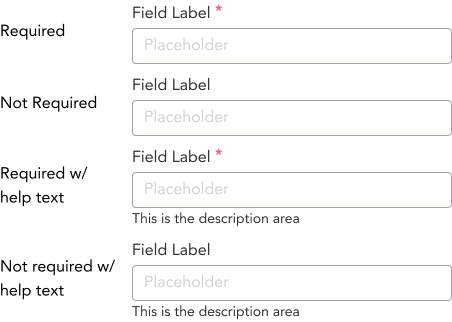 Field Label *
Required
Placeholder
Field Label
Not Required
Placeholder
Field Label *
Required w/
help text
Placeholder
This is the description area
Field Label
Not required w/
help text
Placeholder
This is the description area